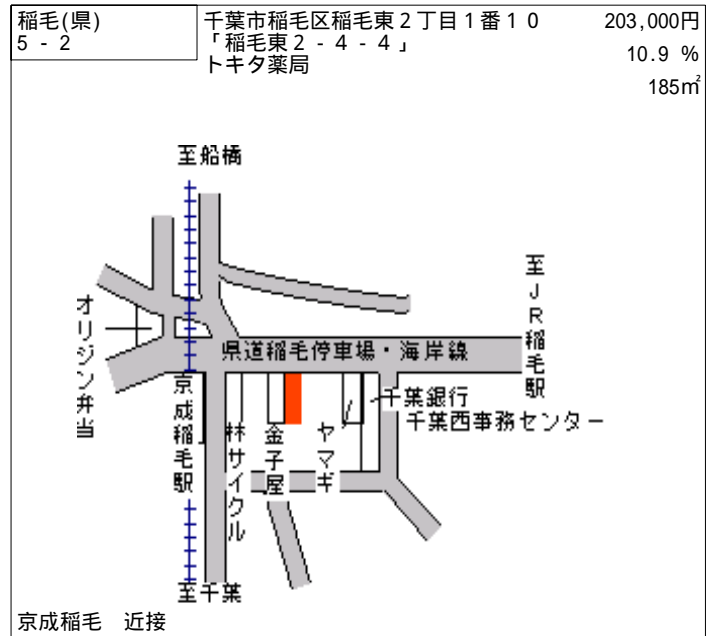 稲毛(県)
5 - 2
千葉市稲毛区稲毛東２丁目１番１０
「稲毛東２ - ４ - ４」
トキタ薬局
203,000円
10.9 %
185㎡
至船橋
至ＪＲ稲毛駅
オリジン弁当
県道稲毛停車場・海岸線
京成稲毛駅
林サイクル
金子屋
ヤマギ
千葉銀行
千葉西事務センター
至千葉
京成稲毛　近接